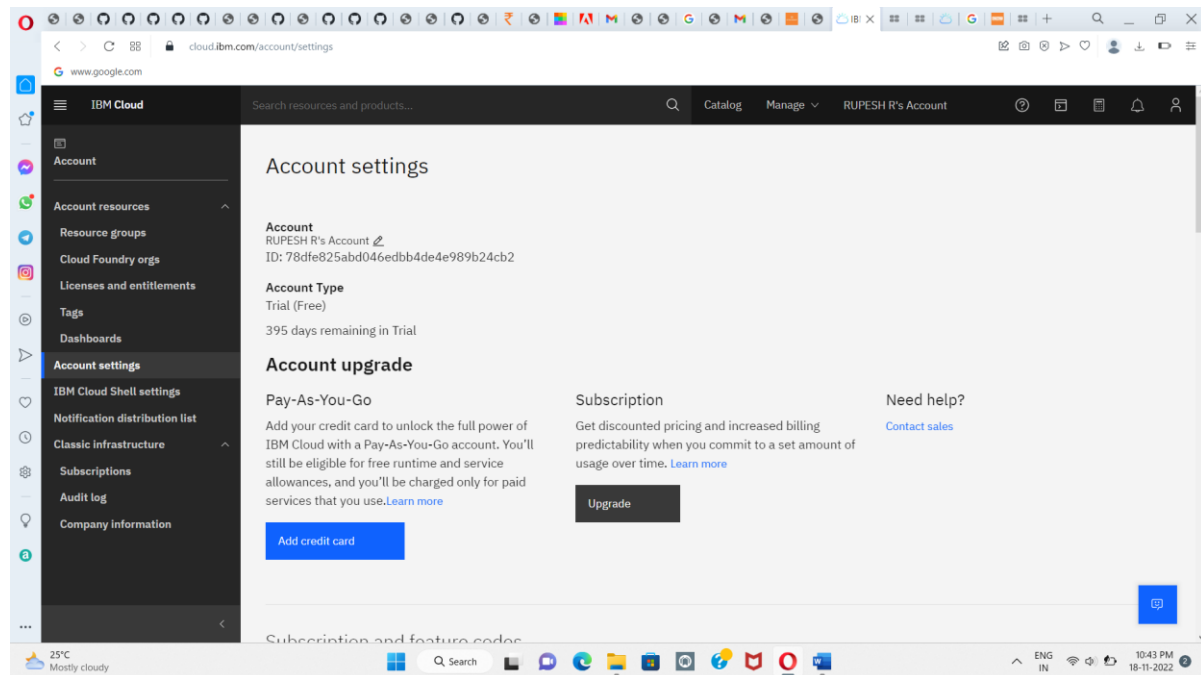 IBI
cloud.ibm.com/account/settings
www.google.com
IBM Cloud
Search resources and products...
Catalog
Manage
RUPESH R's Account
Account
Account resources
Resource groups
Cloud Foundry orgs
Licenses and entitlements
Tags
Dashboards
Account settings
IBM Cloud Shell settings
Notification distribution list
Classic infrastructure
Subscriptions
Audit log
Company information
Account settings
Account
RUPESH R's Account
ID: 78dfe825abd046edbb4de4e989b24cb2
Account Type
Trial (Free)
395 days remaining in Trial
Account upgrade
Pay-As-You-Go
Add your credit card to unlock the full power of
IBM Cloud with a Pay-As-You-Go account. You'll
still be eligible for free runtime and service
allowances, and you'll be charged only for paid
services that you use.Learn more
Add credit card
Subscription
Get discounted pricing and increased billing
predictability when you commit to a set amount of
usage over time. Learn more
Upgrade
Need help?
Contact sales
Subscription and feature codes
25°C
Mostly cloudy
Search
ENG
IN
10:43 PM
18-11-2022
2